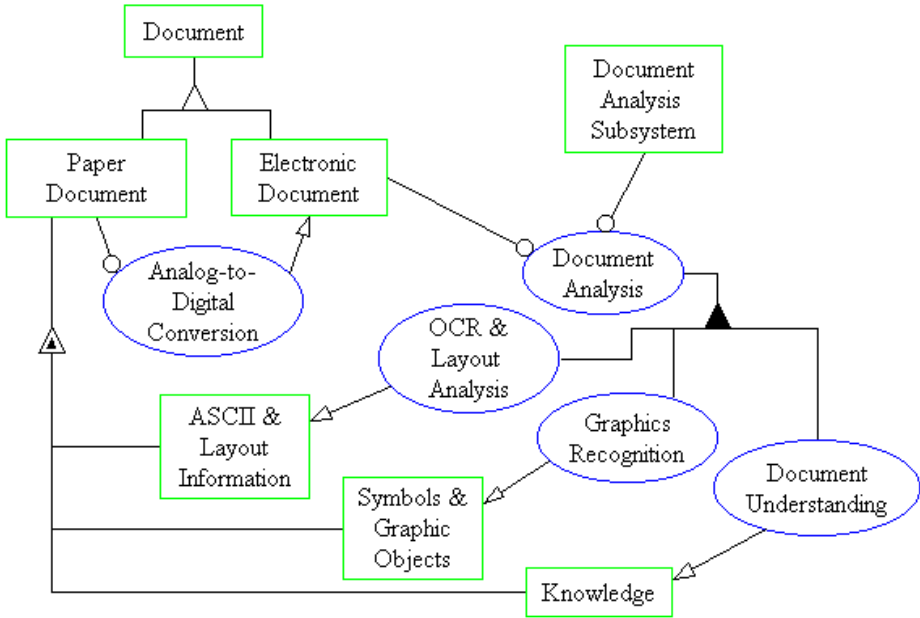 Document
Document
Analysis
Subsystem
Paper
Document
Electronic
Document
Analog-to-
Digital
Conversion
Document
Analysis
OCR &
Layout
Analysis
ASCII &
Layout
Information
Graphics
Recognition
Document
Understanding
Symbols &
Graphic
Objects
Knowledge